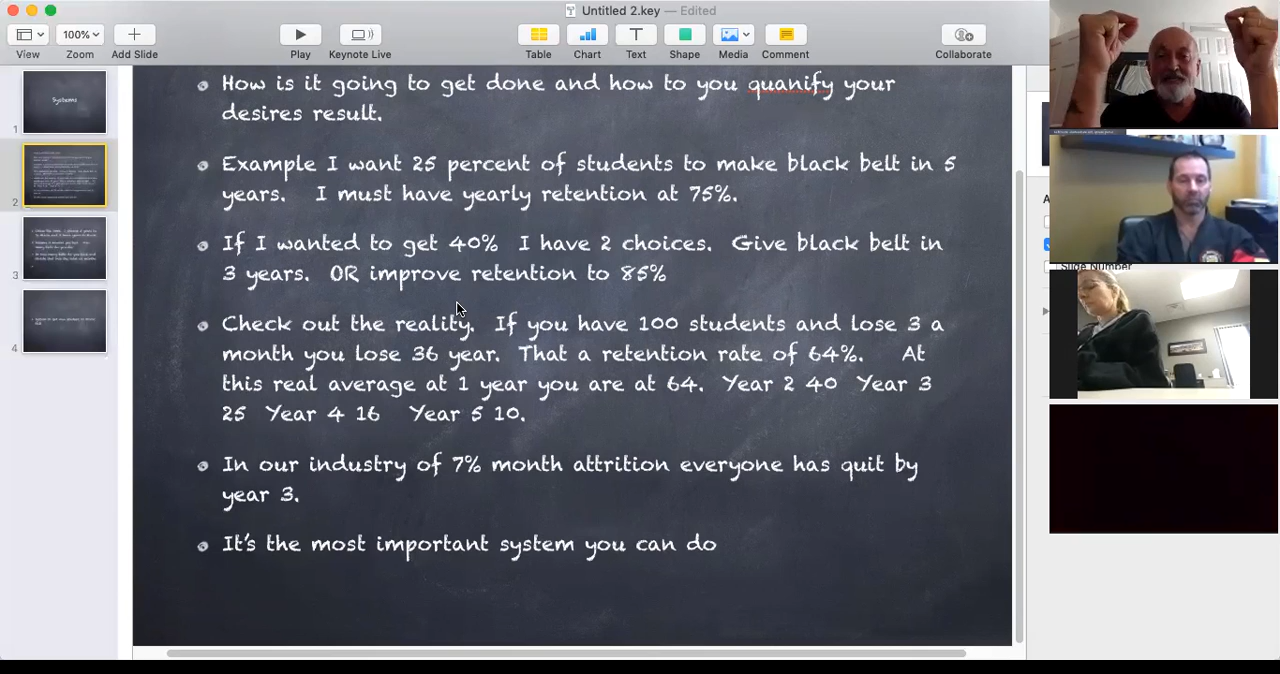 Untitled 2.key — Edited
100%
View
Zoom
Add Slide
Play
Keynote Live
Table
Chart
Text
Shape
Media
Comment
Collaborate
Systems
1
2
3
4
How is it going to get done and how to you quanify your
desires result.
Example I want 25 percent of students to make black belt in 5
years. I must have yearly retention at 75%.
If I wanted to get 40% I have 2 choices. Give black belt in
3 years. OR improve retention to 85%
Check out the reality. If you have 100 students and lose 3 a
month you lose 36 year. That a retention rate of 64%. At
this real average at 1 year you are at 64. Year 2 40 Year 3
25 Year 4 16 Year 5 10.
In our industry of 7% month attrition everyone has quit by
year 3.
It's the most important system you can do
Slide Number